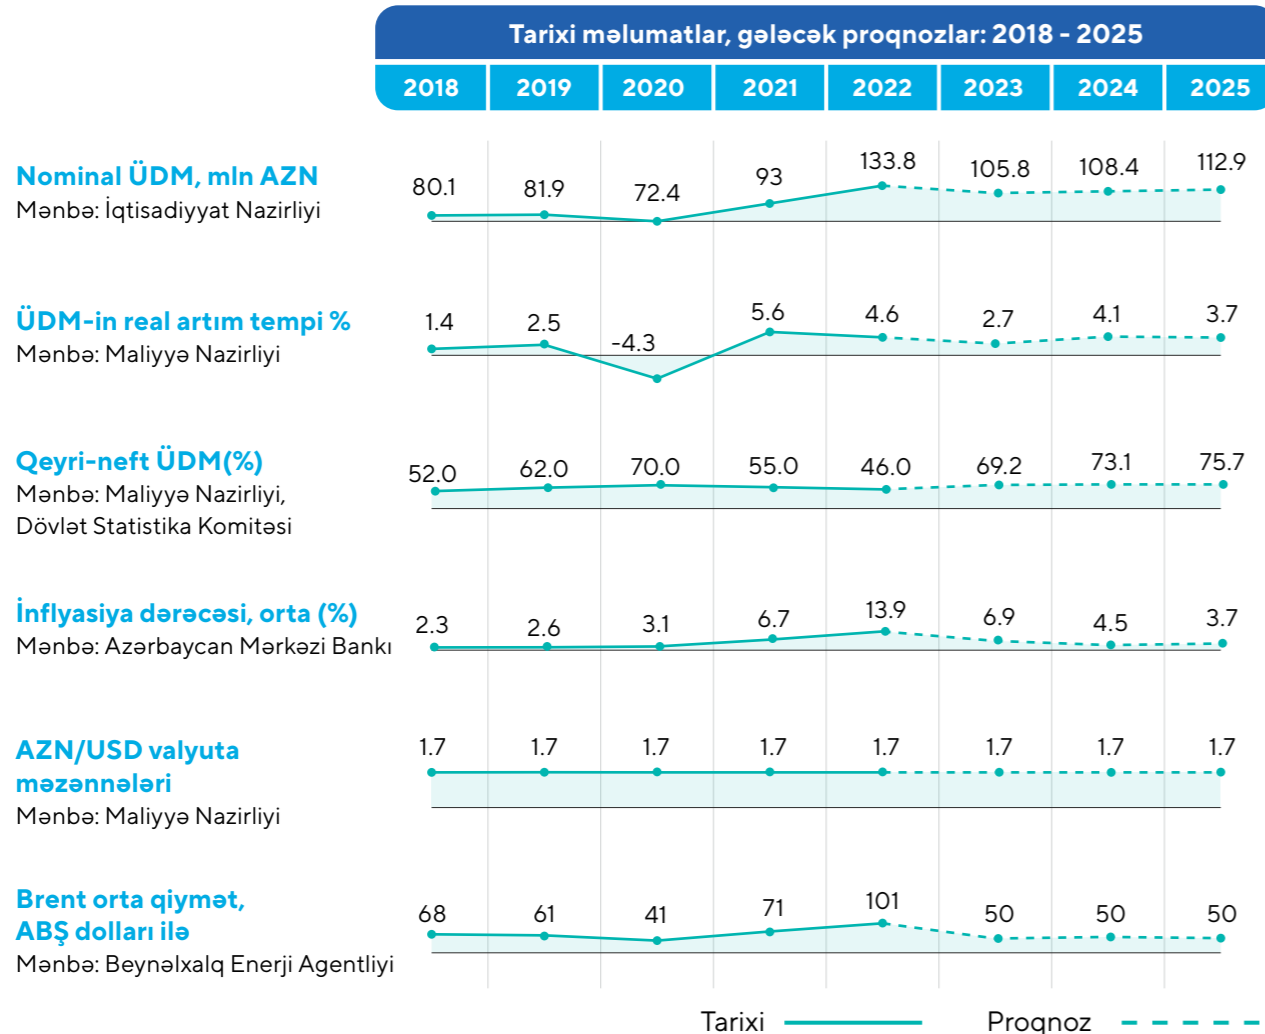 Tarixi məlumatlar, gələcək proqnozlar: 2018 - 2025
2018 2019 2020 2021 2022 2023 2024 2025
Nominal ÜDM, mln AZN
Mənbə: İqtisadiyyat Nazirliyi
80.1 81.9 72.4 93 133.8 105.8 108.4 112.9
ÜDM-in real artım tempi %
Mənbə: Maliyyə Nazirliyi
1.4 2.5 -4.3 5.6 4.6 2.7 4.1 3.7
Qeyri-neft ÜDM(%)
Mənbə: Maliyyə Nazirliyi,
Dövlət Statistika Komitəsi
52.0 62.0 70.0 55.0 46.0 69.2 73.1 75.7
İnflyasiya dərəcəsi, orta (%)
Mənbə: Azərbaycan Mərkəzi Bankı
2.3 2.6 3.1 6.7 13.9 6.9 4.5 3.7
AZN/USD valyuta
məzənnələri
Mənbə: Maliyyə Nazirliyi
1.7 1.7 1.7 1.7 1.7 1.7 1.7 1.7
Brent orta qiymət,
ABŞ dolları ilə
Mənbə: Beynəlxalq Enerji Agentliyi
68 61 41 71 101 50 50 50
Tarixi Proqnoz